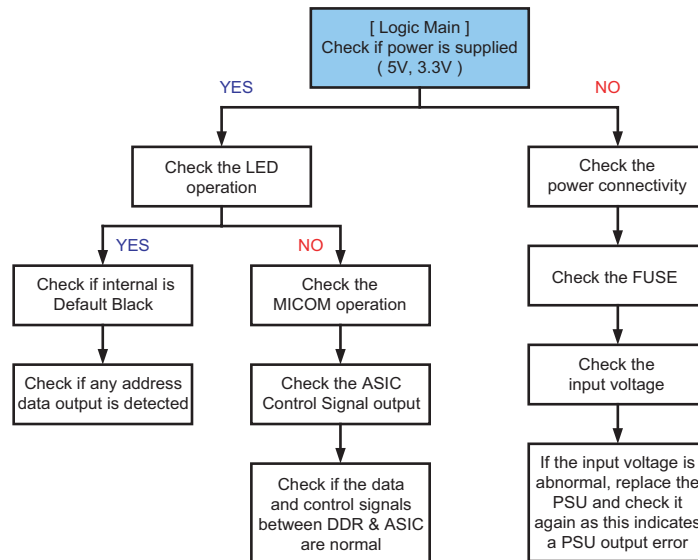 [ Logic Main ]
Check if power is supplied
( 5V, 3.3V )
YES
NO
Check the LED
operation
Check the
power connectivity
YES
NO
Check if internal is
Default Black
Check the
MICOM operation
Check the FUSE
Check if any address
data output is detected
Check the ASIC
Control Signal output
Check the
input voltage
Check if the data
and control signals
between DDR & ASIC
are normal
If the input voltage is
abnormal, replace the
PSU and check it
again as this indicates
a PSU output error